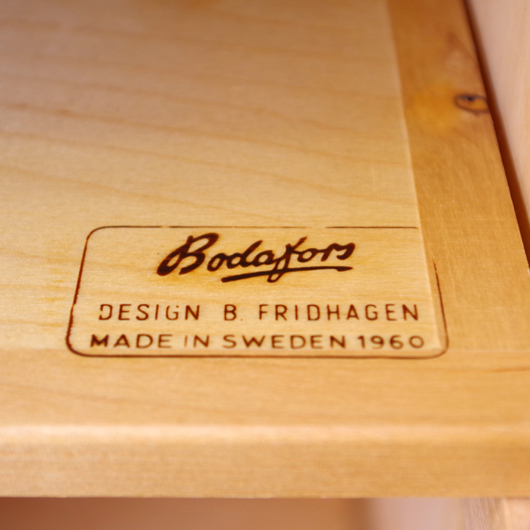 Bodafors
DESIGN B. FRIDHAGEN
MADE IN SWEDEN 1960